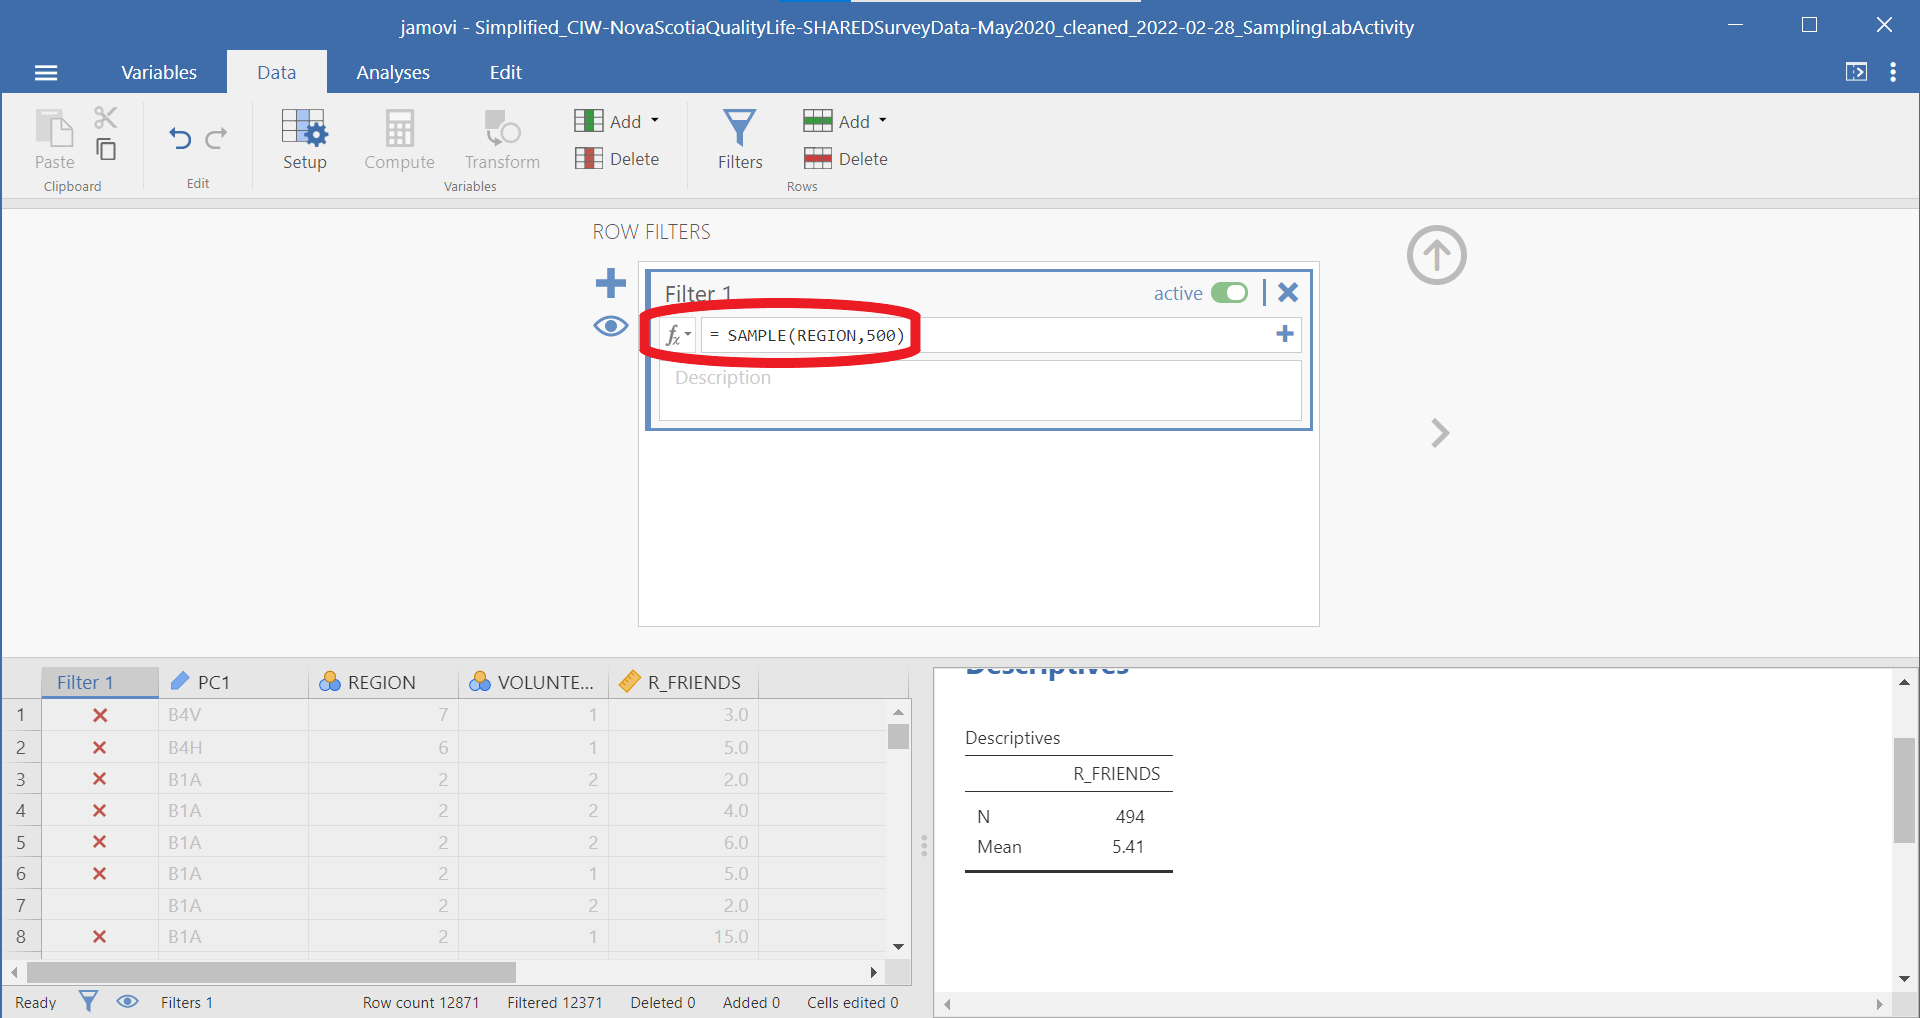 jamovi - Simplified_CIW-NovaScotiaQualityLife-SHAREDSurveyData-May2020_cleaned_2022-02-28_SamplingLabActivity
Variables Data Analyses Edit
Paste
Clipboard
Edit
Setup Compute Transform
Add
Delete
Variables
Filters
Add
Delete
Rows
ROW FILTERS
Filter 1 active
fx = SAMPLE(REGION,500)
Description
Filter 1 PC1 REGION VOLUNTE... R_FRIENDS
1 B4V 7 1 3.0
2 B4H 6 1 5.0
3 B1A 2 2 2.0
4 B1A 2 2 4.0
5 B1A 2 2 6.0
6 B1A 2 1 5.0
7 B1A 2 2 2.0
8 B1A 2 1 15.0
Ready Filters 1 Row count 12871 Filtered 12371 Deleted 0 Added 0 Cells edited 0
Descriptives
Descriptives
R_FRIENDS
N 494
Mean 5.41